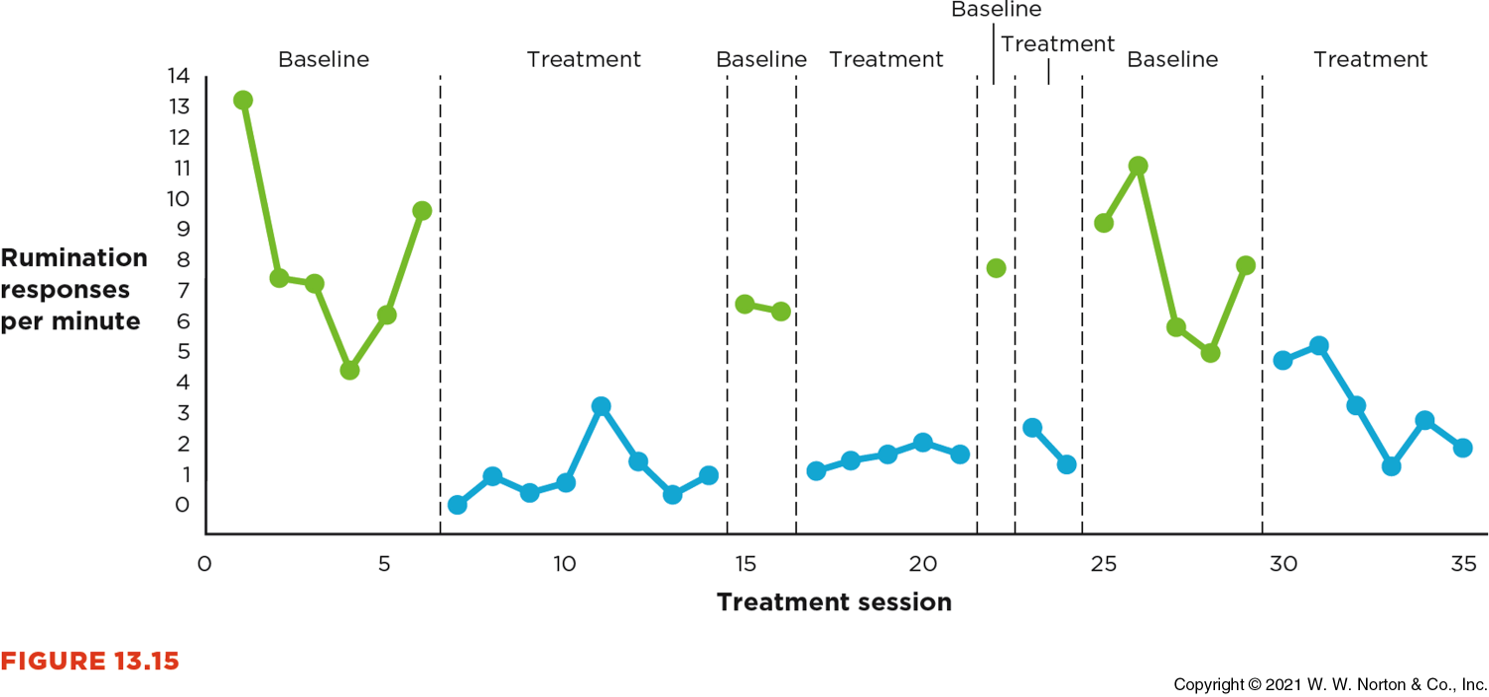 Baseline
Treatment
Baseline Treatment Baseline Treatment Baseline Treatment
14
13
12
11
10
9
8
7
6
5
4
3
2
1
0
Rumination
responses
per minute
0 5 10 15 20 25 30 35
Treatment session
FIGURE 13.15
Copyright © 2021 W. W. Norton & Co., Inc.